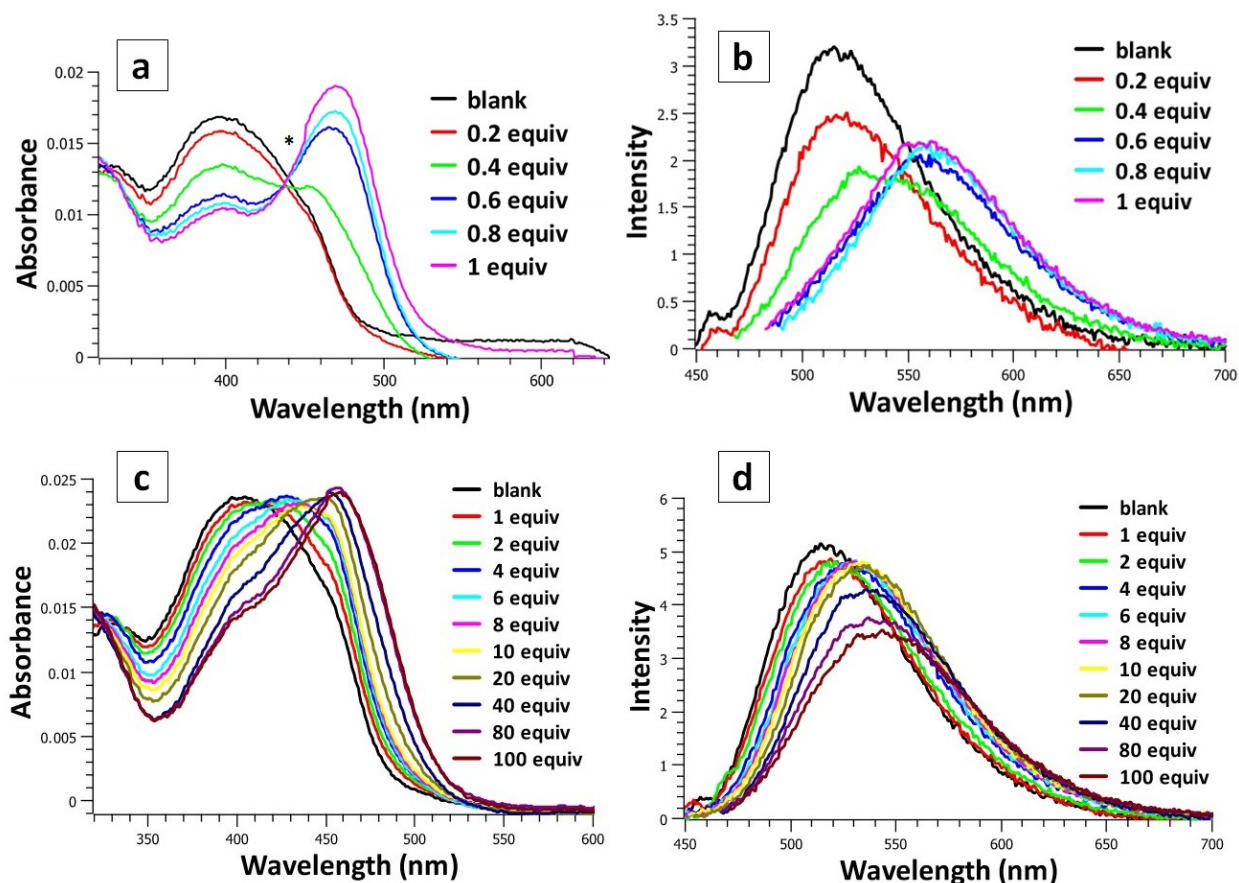 a
Absorbance
0.02
0.015
0.01
0.005
0
*
blank
0.2 equiv
0.4 equiv
0.6 equiv
0.8 equiv
1 equiv
400
500
600
Wavelength (nm)
b
Intensity
3.5
3
2.5
2
1.5
1
0.5
0
blank
0.2 equiv
0.4 equiv
0.6 equiv
0.8 equiv
1 equiv
450
500
550
600
650
700
Wavelength (nm)
c
Absorbance
0.025
0.02
0.015
0.01
0.005
0
blank
1 equiv
2 equiv
4 equiv
6 equiv
8 equiv
10 equiv
20 equiv
40 equiv
80 equiv
100 equiv
350
400
450
500
550
600
Wavelength (nm)
d
Intensity
6
5
4
3
2
1
0
blank
1 equiv
2 equiv
4 equiv
6 equiv
8 equiv
10 equiv
20 equiv
40 equiv
80 equiv
100 equiv
450
500
550
600
650
700
Wavelength (nm)